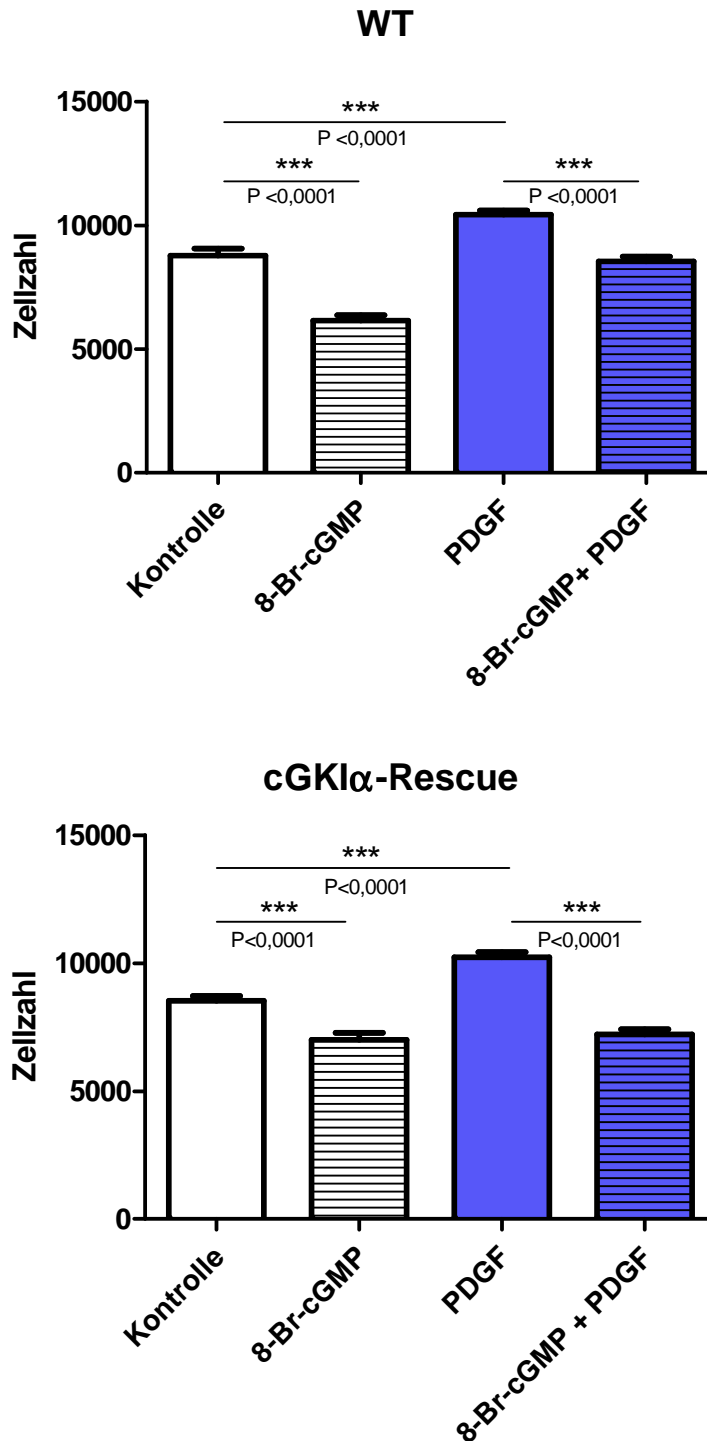 WT
15000
10000
5000
0
Zellzahl
***
P <0,0001
***
P <0,0001
***
P <0,0001
Kontrolle
8-Br-cGMP
PDGF
8-Br-cGMP+ PDGF
cGKIα-Rescue
15000
10000
5000
0
Zellzahl
***
P<0,0001
***
P<0,0001
***
P<0,0001
Kontrolle
8-Br-cGMP
PDGF
8-Br-cGMP + PDGF